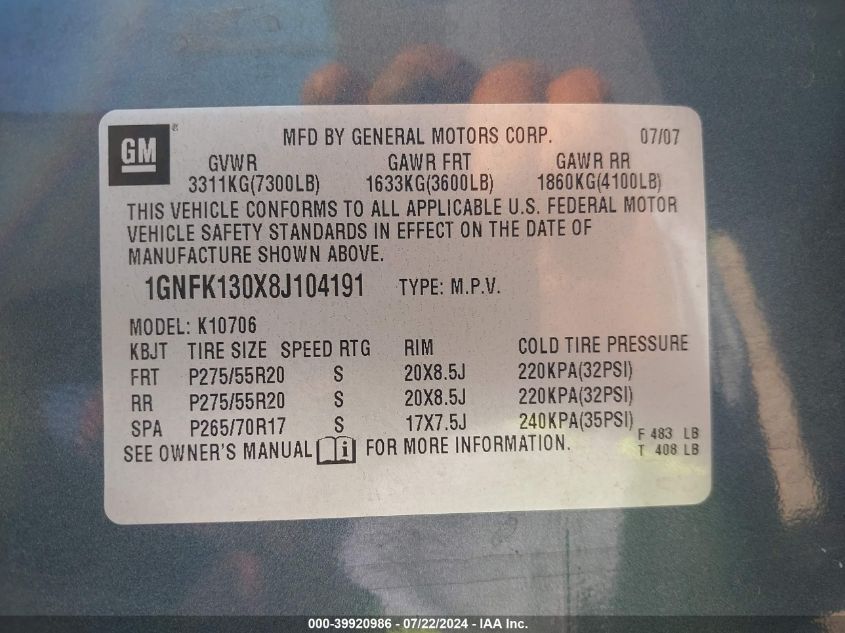 GM ®
MFD BY GENERAL MOTORS CORP. 07/07
GVWR GAWR FRT GAWR RR
3311KG(7300LB) 1633KG(3600LB) 1860KG(4100LB)
THIS VEHICLE CONFORMS TO ALL APPLICABLE U.S. FEDERAL MOTOR
VEHICLE SAFETY STANDARDS IN EFFECT ON THE DATE OF
MANUFACTURE SHOWN ABOVE.
1GNFK130X8J104191 TYPE: M.P.V.
MODEL: K10706
KBJT TIRE SIZE SPEED RTG RIM COLD TIRE PRESSURE
FRT P275/55R20 S 20X8.5J 220KPA(32PSI)
RR P275/55R20 S 20X8.5J 220KPA(32PSI)
SPA P265/70R17 S 17X7.5J 240KPA(35PSI)
F 483 LB
SEE OWNER'S MANUAL i FOR MORE INFORMATION.
T 408 LB
000-39920986 - 07/22/2024 - IAA Inc.